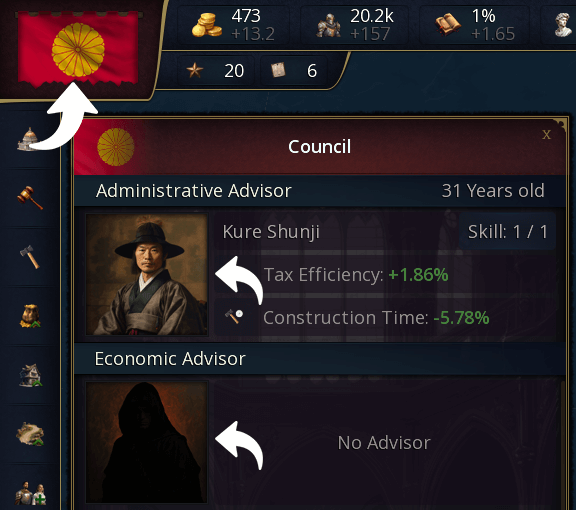 473 20.2k 1%
+13.2 +157 +1.65
20 6
Council x
Administrative Advisor 31 Years old
Kure Shunji Skill: 1 / 1
Tax Efficiency: +1.86%
Construction Time: -5.78%
Economic Advisor
No Advisor